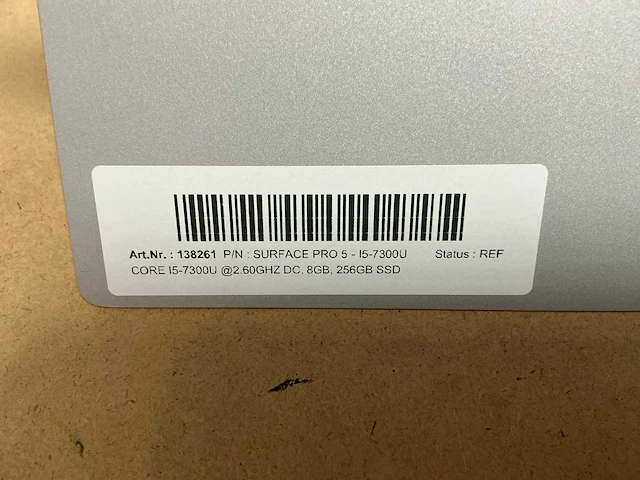 Art.Nr. : 138261 P/N : SURFACE PRO 5 - I5-7300U Status : REF
CORE I5-7300U @2.60GHZ DC, 8GB, 256GB SSD